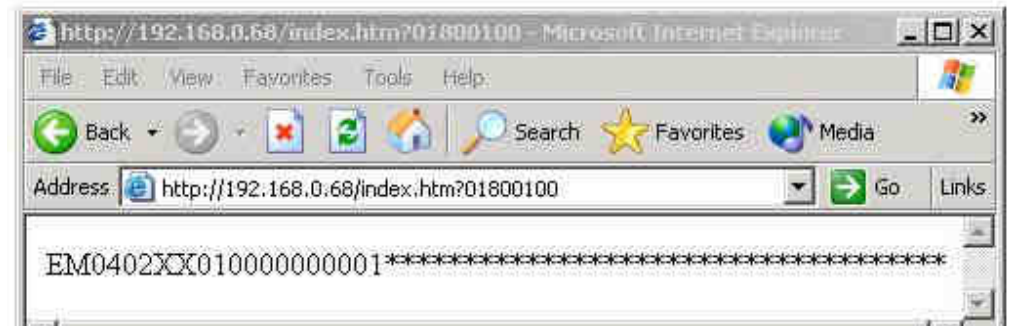 http://192.168.0.68/index.htm?01800100 - Microsoft Internet Explorer
File Edit View Favorites Tools Help
Back Search Favorites Media »
Address http://192.168.0.68/index.htm?01800100 Go Links
EM0402XX010000000001***********************************